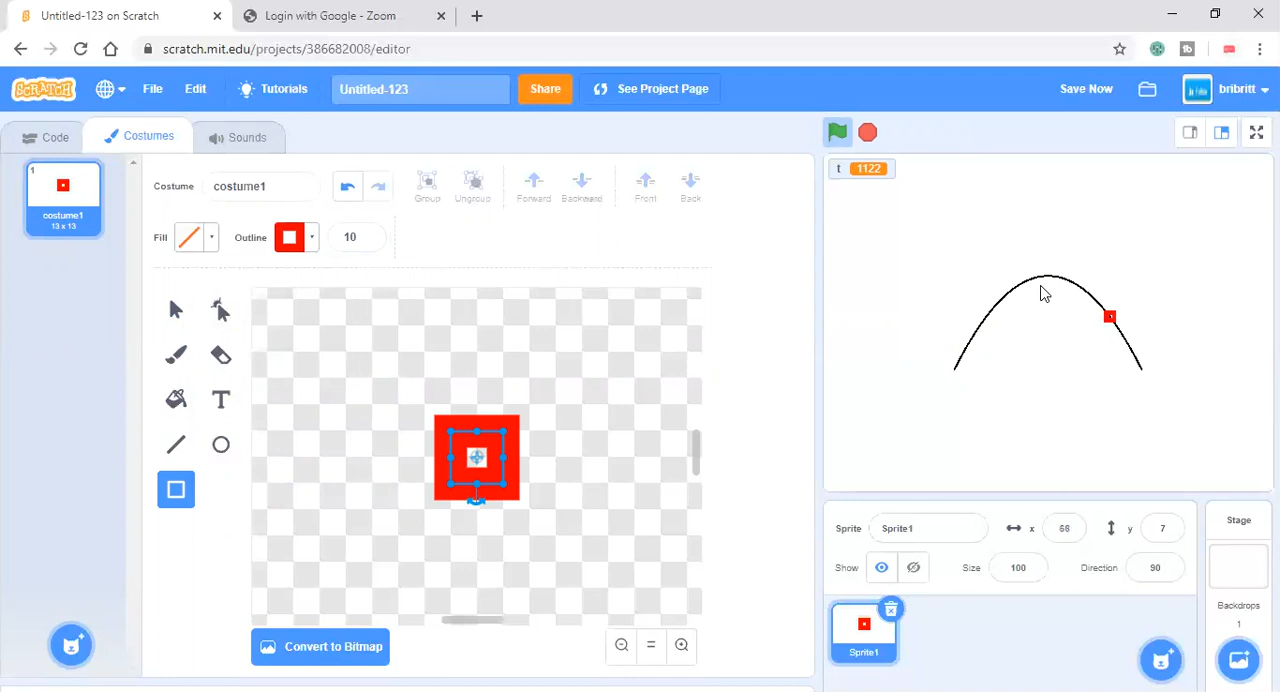 Untitled-123 on Scratch
Login with Google - Zoom
scratch.mit.edu/projects/386682008/editor
SCRATCH File Edit Tutorials Untitled-123 Share See Project Page Save Now bribritt
Code Costumes Sounds
1
costume1
13 x 13
Costume costume1 Group Ungroup Forward Backward Front Back
Fill Outline 10
T
Convert to Bitmap
t 1122
Sprite Sprite1 x 68 y 7
Show Size 100 Direction 90
Sprite1
Stage
Backdrops
1